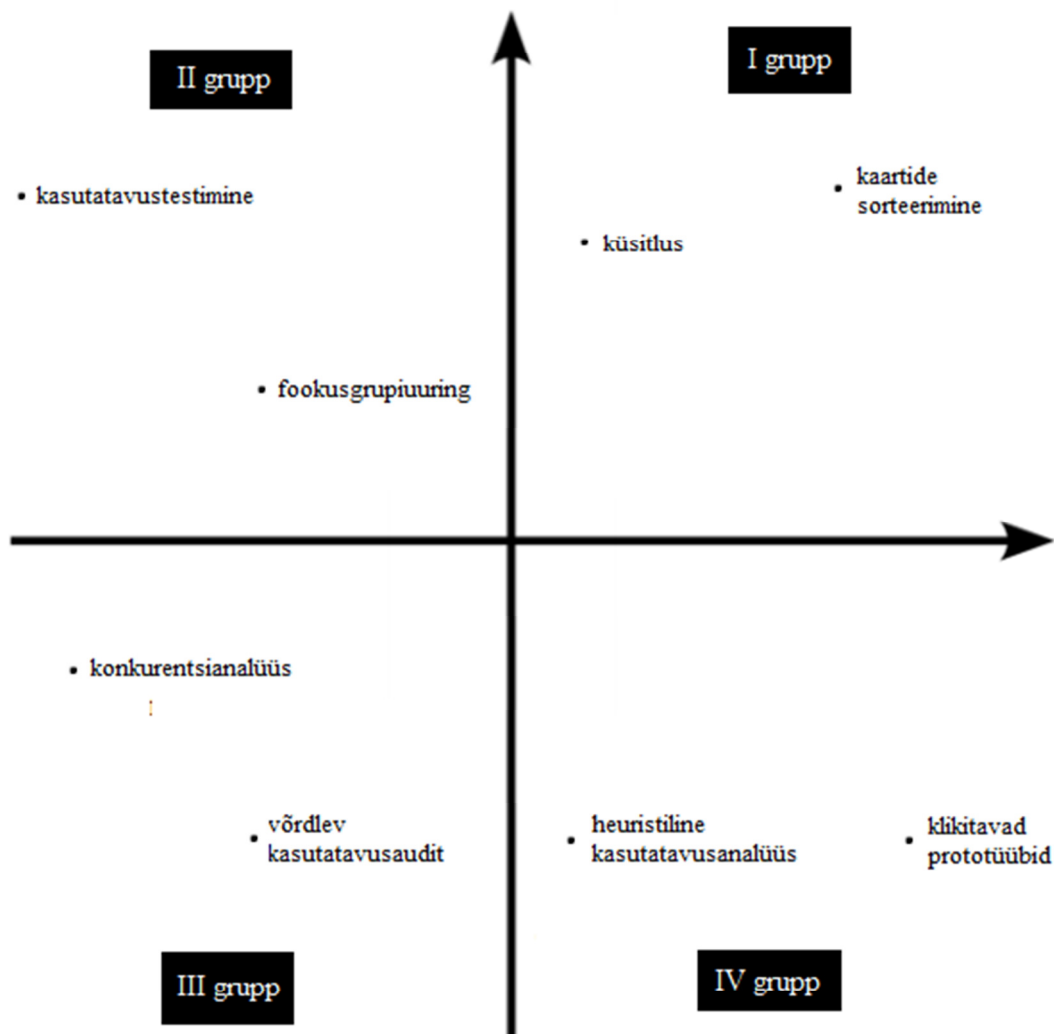 II grupp
I grupp
kasutatavustestimine
kaartide
sorteerimine
küsitlus
fookusgrupiuuring
konkurentsianalüüs
võrdlev
kasutatavusaudit
heuristiline
kasutatavusanalüüs
klikitavad
prototüübid
III grupp
IV grupp